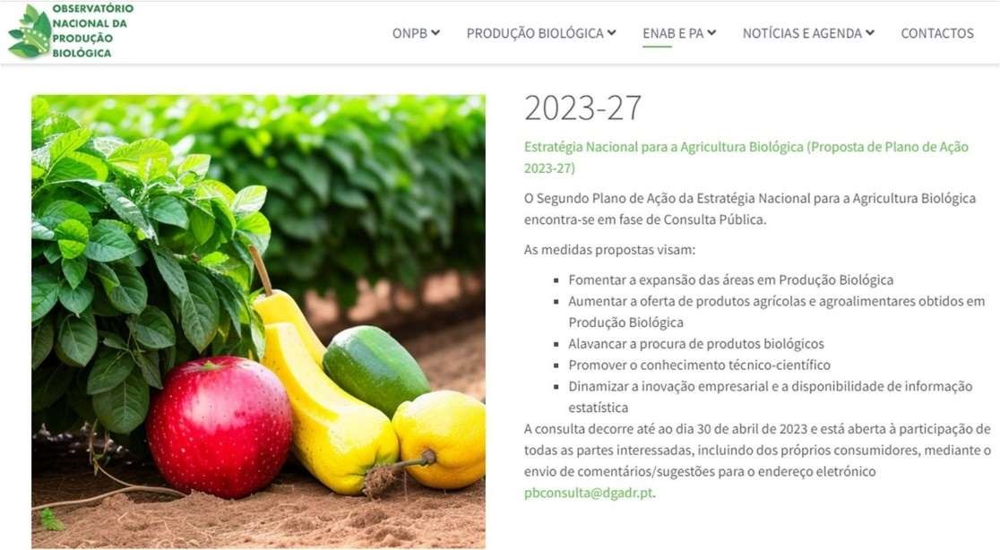 OBSERVATÓRIO
NACIONAL DA
PRODUÇÃO
BIOLÓGICA
ONPB
PRODUÇÃO BIOLÓGICA
ENAB E PA
NOTÍCIAS E AGENDA
CONTACTOS
2023-27
Estratégia Nacional para a Agricultura Biológica (Proposta de Plano de Ação
2023-27)
O Segundo Plano de Ação da Estratégia Nacional para a Agricultura Biológica
encontra-se em fase de Consulta Pública.
As medidas propostas visam:
Fomentar a expansão das áreas em Produção Biológica
Aumentar a oferta de produtos agrícolas e agroalimentares obtidos em
Produção Biológica
Alavancar a procura de produtos biológicos
Promover o conhecimento técnico-científico
Dinamizar a inovação empresarial e a disponibilidade de informação
estatística
A consulta decorre até ao dia 30 de abril de 2023 e está aberta à participação de
todas as partes interessadas, incluindo dos próprios consumidores, mediante o
envio de comentários/sugestões para o endereço eletrónico
pbconsulta@dgadr.pt.